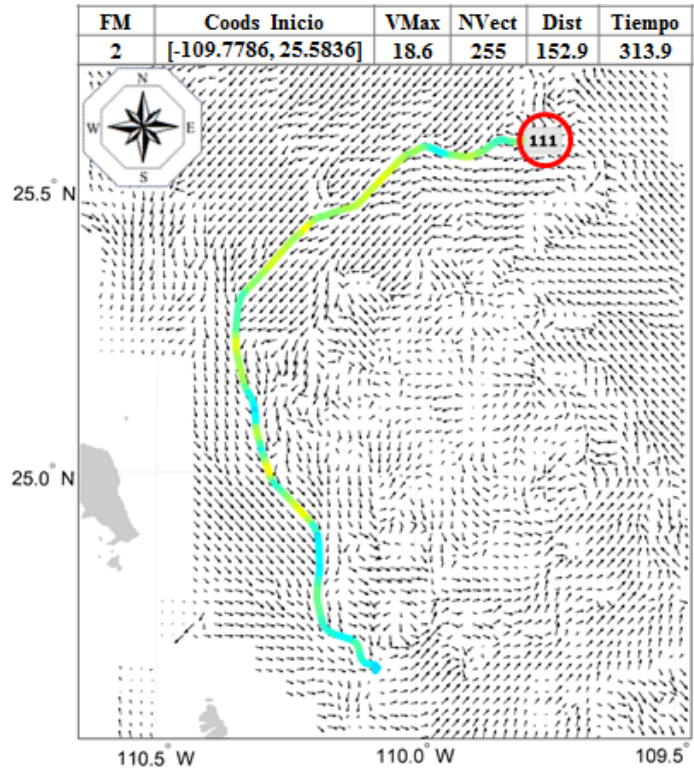 FM Coods Inicio VMax NVect Dist Tiempo
2 [-109.7786, 25.5836] 18.6 255 152.9 313.9
N
W E
S
111
25.5° N
25.0° N
110.5° W 110.0° W 109.5°